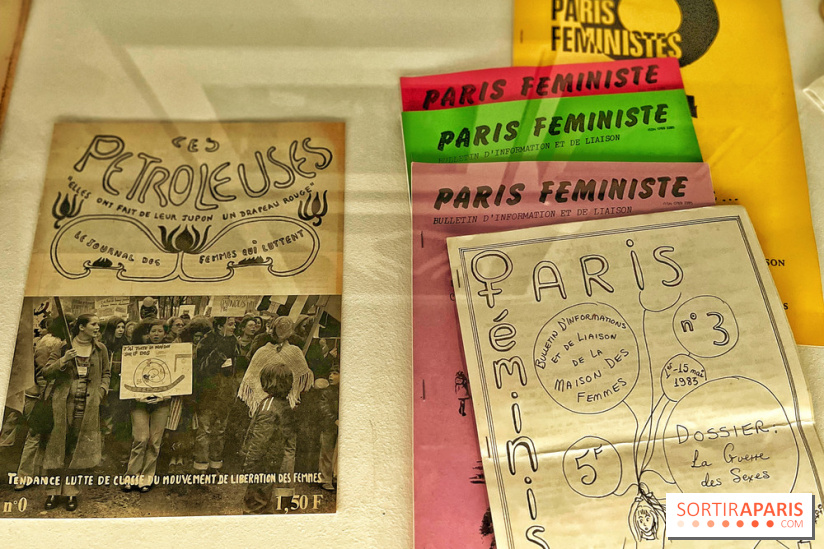 LES
PETROLEUSES
"ELLES ONT FAIT DE LEUR JUPON UN DRAPEAU ROUGE"
LE JOURNAL DES FEMMES QUI LUTTENT
TENDANCE LUTTE DE CLASSE DU MOUVEMENT DE LIBERATION DES FEMMES
n°0
1,50 F
PARIS
FEMINISTES
PARIS FEMINISTE
PARIS FEMINISTE
BULLETIN D'INFORMATION ET DE LIAISON
PARIS FEMINISTE
BULLETIN D'INFORMATION ET DE LIAISON
PARIS
féminis
BULLETIN D'INFORMATIONS
ET DE LIAISON
DE LA
MAISON DES
FEMMES
n° 3
1er-15 mai
1985
5F
DOSSIER:
La Guerre
des Sexes
SON
SORTIRAPARIS
.COM